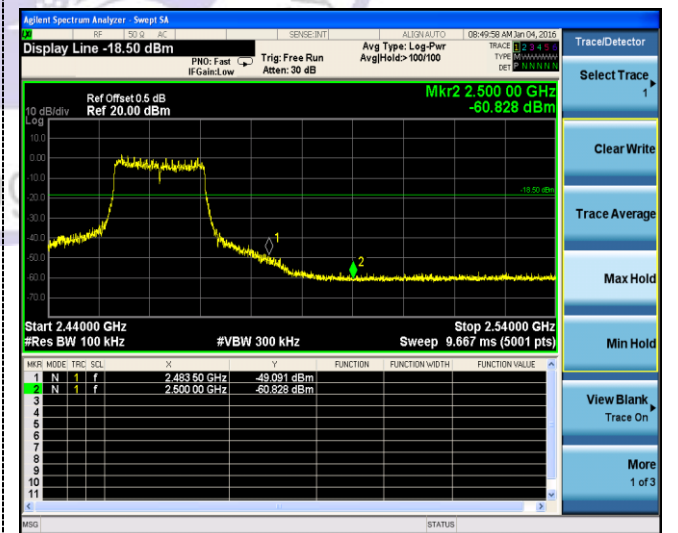 Agilent Spectrum Analyzer - Swept SA
RF 50 Ω AC SENSE:INT ALIGN AUTO 08:49:58 AM Jan 04, 2016
Display Line -18.50 dBm
PNO: Fast
IFGain:Low
Trig: Free Run
Atten: 30 dB
Avg Type: Log-Pwr
Avg|Hold:>100/100
TRACE 1 2 3 4 5 6
TYPE M
DET P N N N N N
Trace/Detector
Mkr2 2.500 00 GHz
-60.828 dBm
Ref Offset 0.5 dB
10 dB/div Ref 20.00 dBm
Log
10.0
0.00
-10.0
-18.50 dBm
-20.0
-30.0
-40.0
1
-50.0
2
-60.0
-70.0
Start 2.44000 GHz Stop 2.54000 GHz
#Res BW 100 kHz #VBW 300 kHz Sweep 9.667 ms (5001 pts)
MKR MODE TRC SCL X Y FUNCTION FUNCTION WIDTH FUNCTION VALUE
1 N 1 f 2.483 50 GHz -49.091 dBm
2 N 1 f 2.500 00 GHz -60.828 dBm
3
4
5
6
7
8
9
10
11
MSG STATUS
Select Trace
1
Clear Write
Trace Average
Max Hold
Min Hold
View Blank
Trace On
More
1 of 3